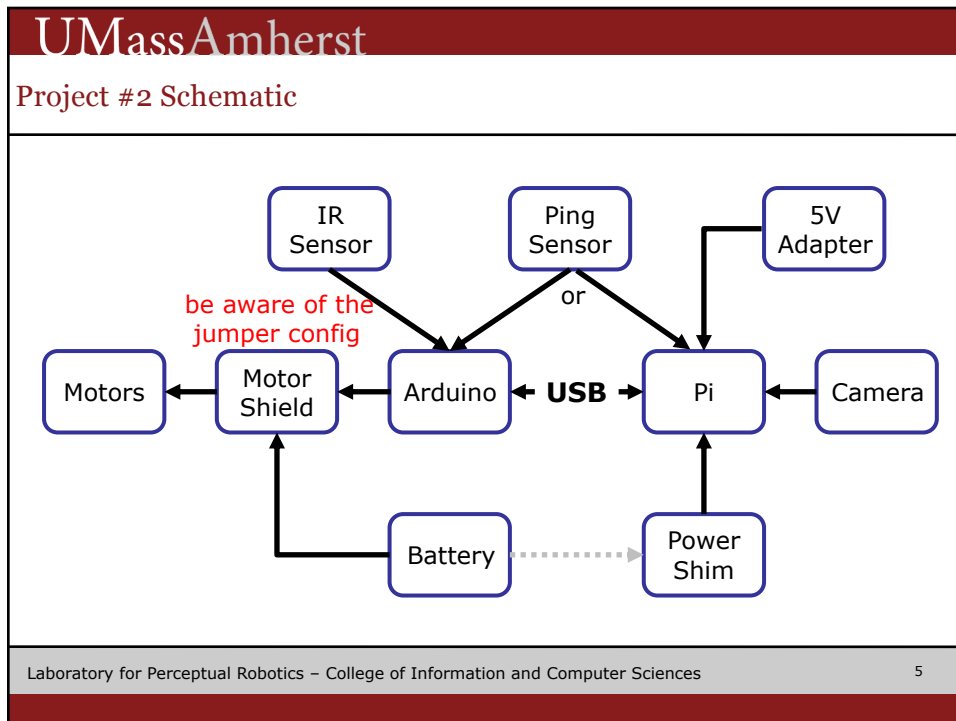 UMassAmherst
Project #2 Schematic
IR
Sensor
Ping
Sensor
5V
Adapter
or
be aware of the
jumper config
Motors
Motor
Shield
Arduino
USB
Pi
Camera
Battery
Power
Shim
Laboratory for Perceptual Robotics – College of Information and Computer Sciences
5